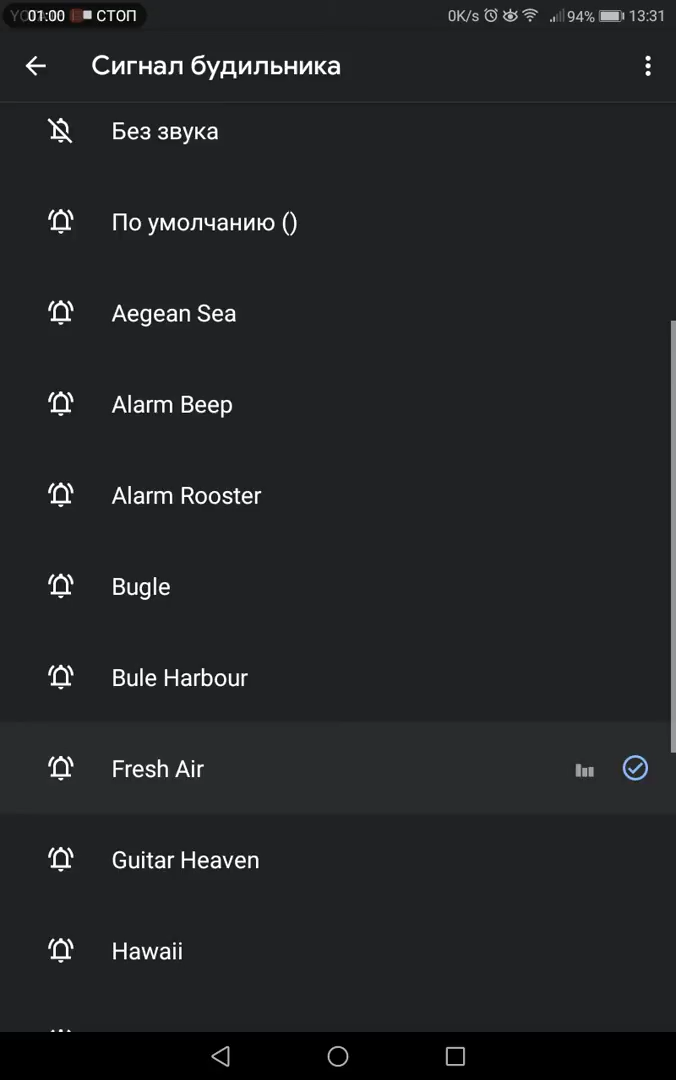 01:00 СТОП 0K/s 94% 13:31
Сигнал будильника
Без звука
По умолчанию ()
Aegean Sea
Alarm Beep
Alarm Rooster
Bugle
Bule Harbour
Fresh Air
Guitar Heaven
Hawaii